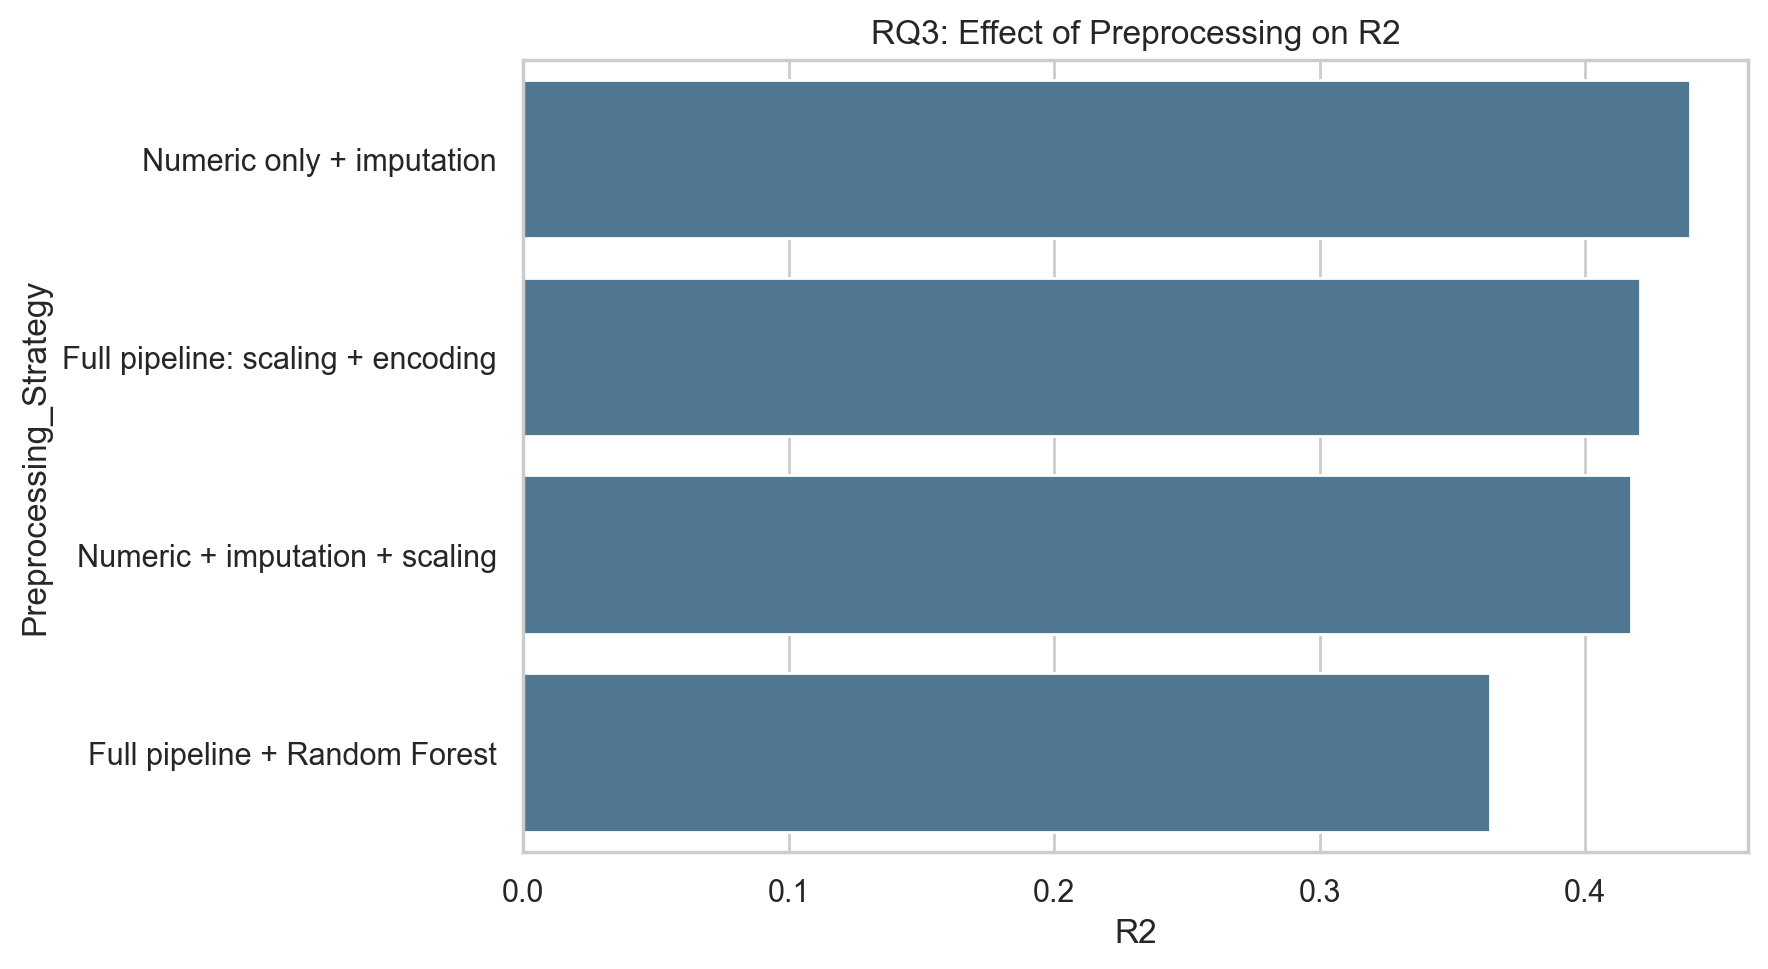 RQ3: Effect of Preprocessing on R2
Preprocessing_Strategy
Numeric only + imputation
Full pipeline: scaling + encoding
Numeric + imputation + scaling
Full pipeline + Random Forest
0.0 0.1 0.2 0.3 0.4
R2